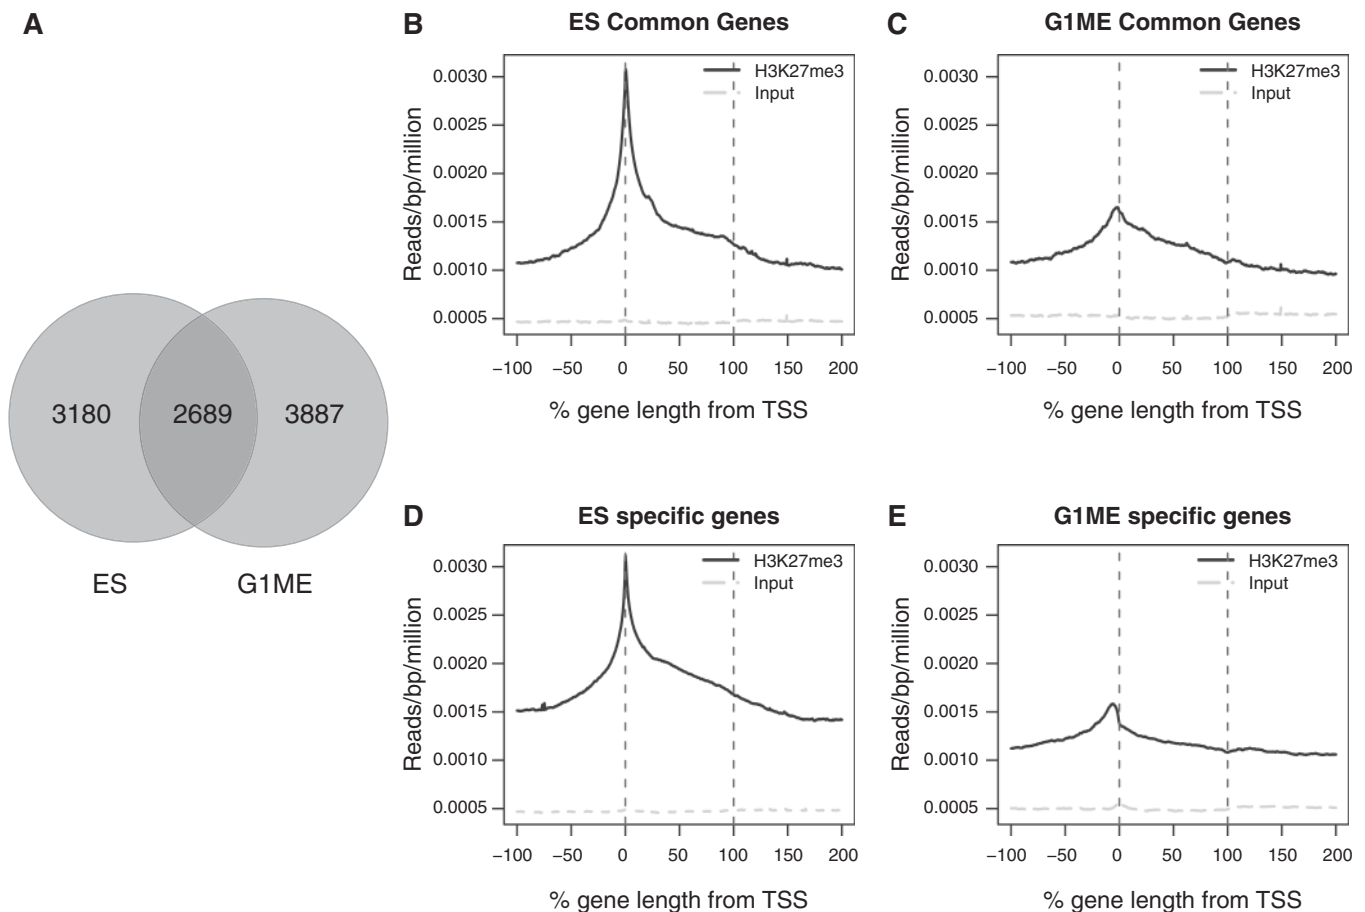 A
3180
2689
3887
ES
G1ME
B
ES Common Genes
H3K27me3
Input
0.0030
0.0025
0.0020
0.0015
0.0010
0.0005
Reads/bp/million
−100 −50 0 50 100 150 200
% gene length from TSS
C
G1ME Common Genes
H3K27me3
Input
0.0030
0.0025
0.0020
0.0015
0.0010
0.0005
Reads/bp/million
−100 −50 0 50 100 150 200
% gene length from TSS
D
ES specific genes
H3K27me3
Input
0.0030
0.0025
0.0020
0.0015
0.0010
0.0005
Reads/bp/million
−100 −50 0 50 100 150 200
% gene length from TSS
E
G1ME specific genes
H3K27me3
Input
0.0030
0.0025
0.0020
0.0015
0.0010
0.0005
Reads/bp/million
−100 −50 0 50 100 150 200
% gene length from TSS